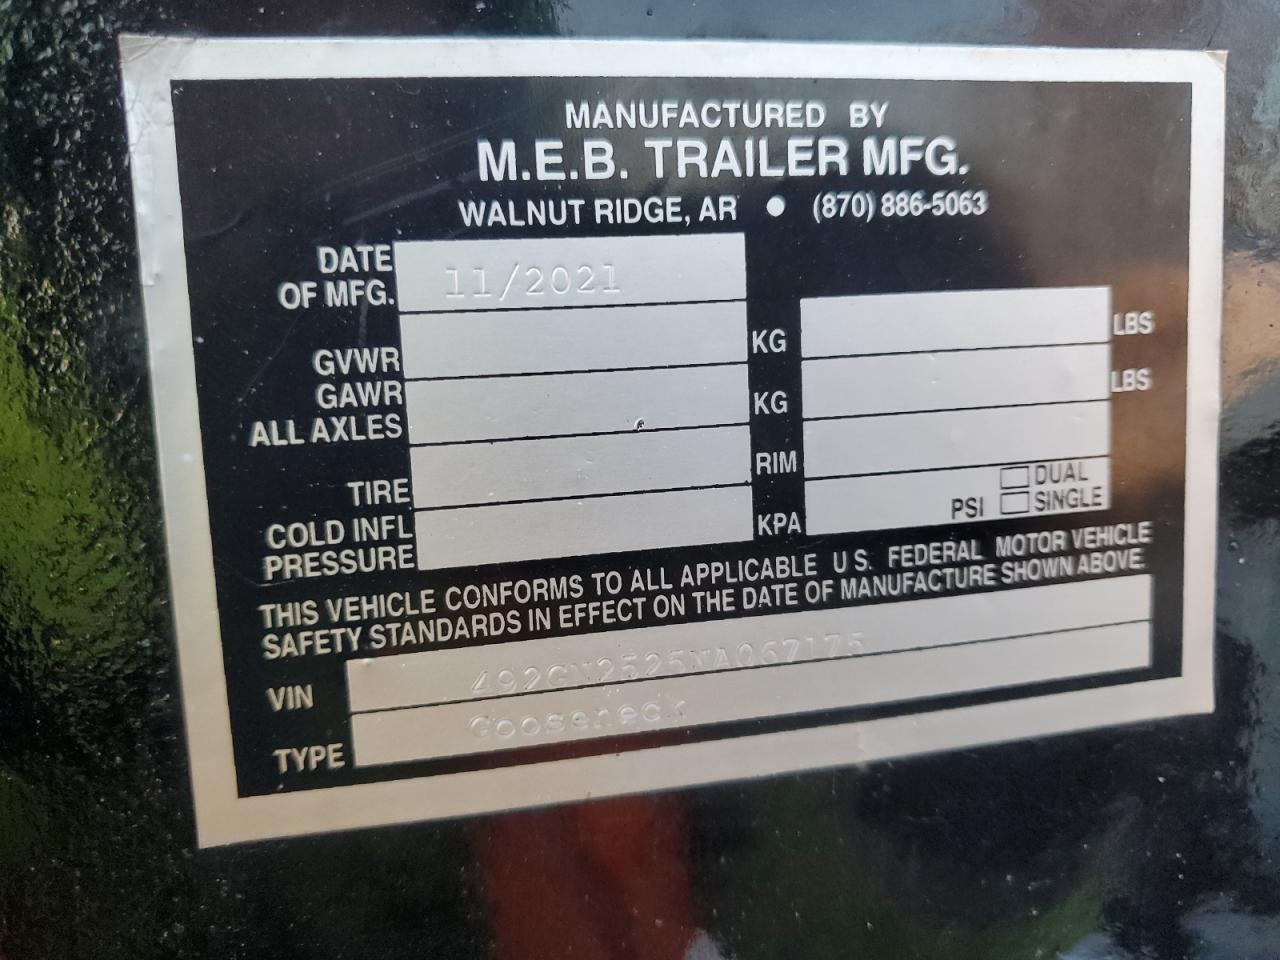 MANUFACTURED BY
M.E.B. TRAILER MFG.
WALNUT RIDGE, AR ● (870) 886-5063
DATE OF MFG. 11/2021
GVWR KG LBS
GAWR ALL AXLES KG LBS
TIRE RIM
COLD INFL PRESSURE KPA PSI DUAL SINGLE
THIS VEHICLE CONFORMS TO ALL APPLICABLE U.S. FEDERAL MOTOR VEHICLE
SAFETY STANDARDS IN EFFECT ON THE DATE OF MANUFACTURE SHOWN ABOVE.
VIN
TYPE Gooseneck